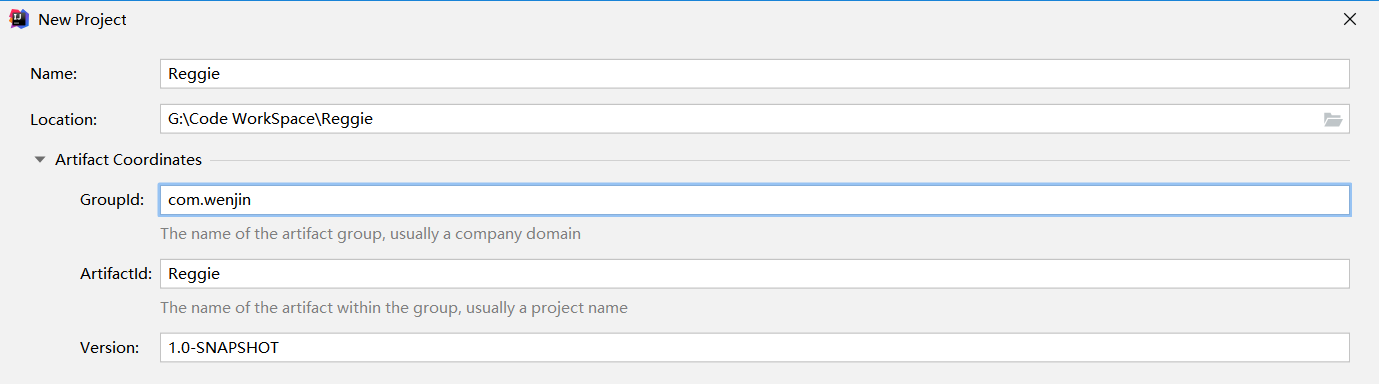 New Project
Name: Reggie
Location: G:\Code WorkSpace\Reggie
Artifact Coordinates
GroupId: com.wenjin
The name of the artifact group, usually a company domain
ArtifactId: Reggie
The name of the artifact within the group, usually a project name
Version: 1.0-SNAPSHOT